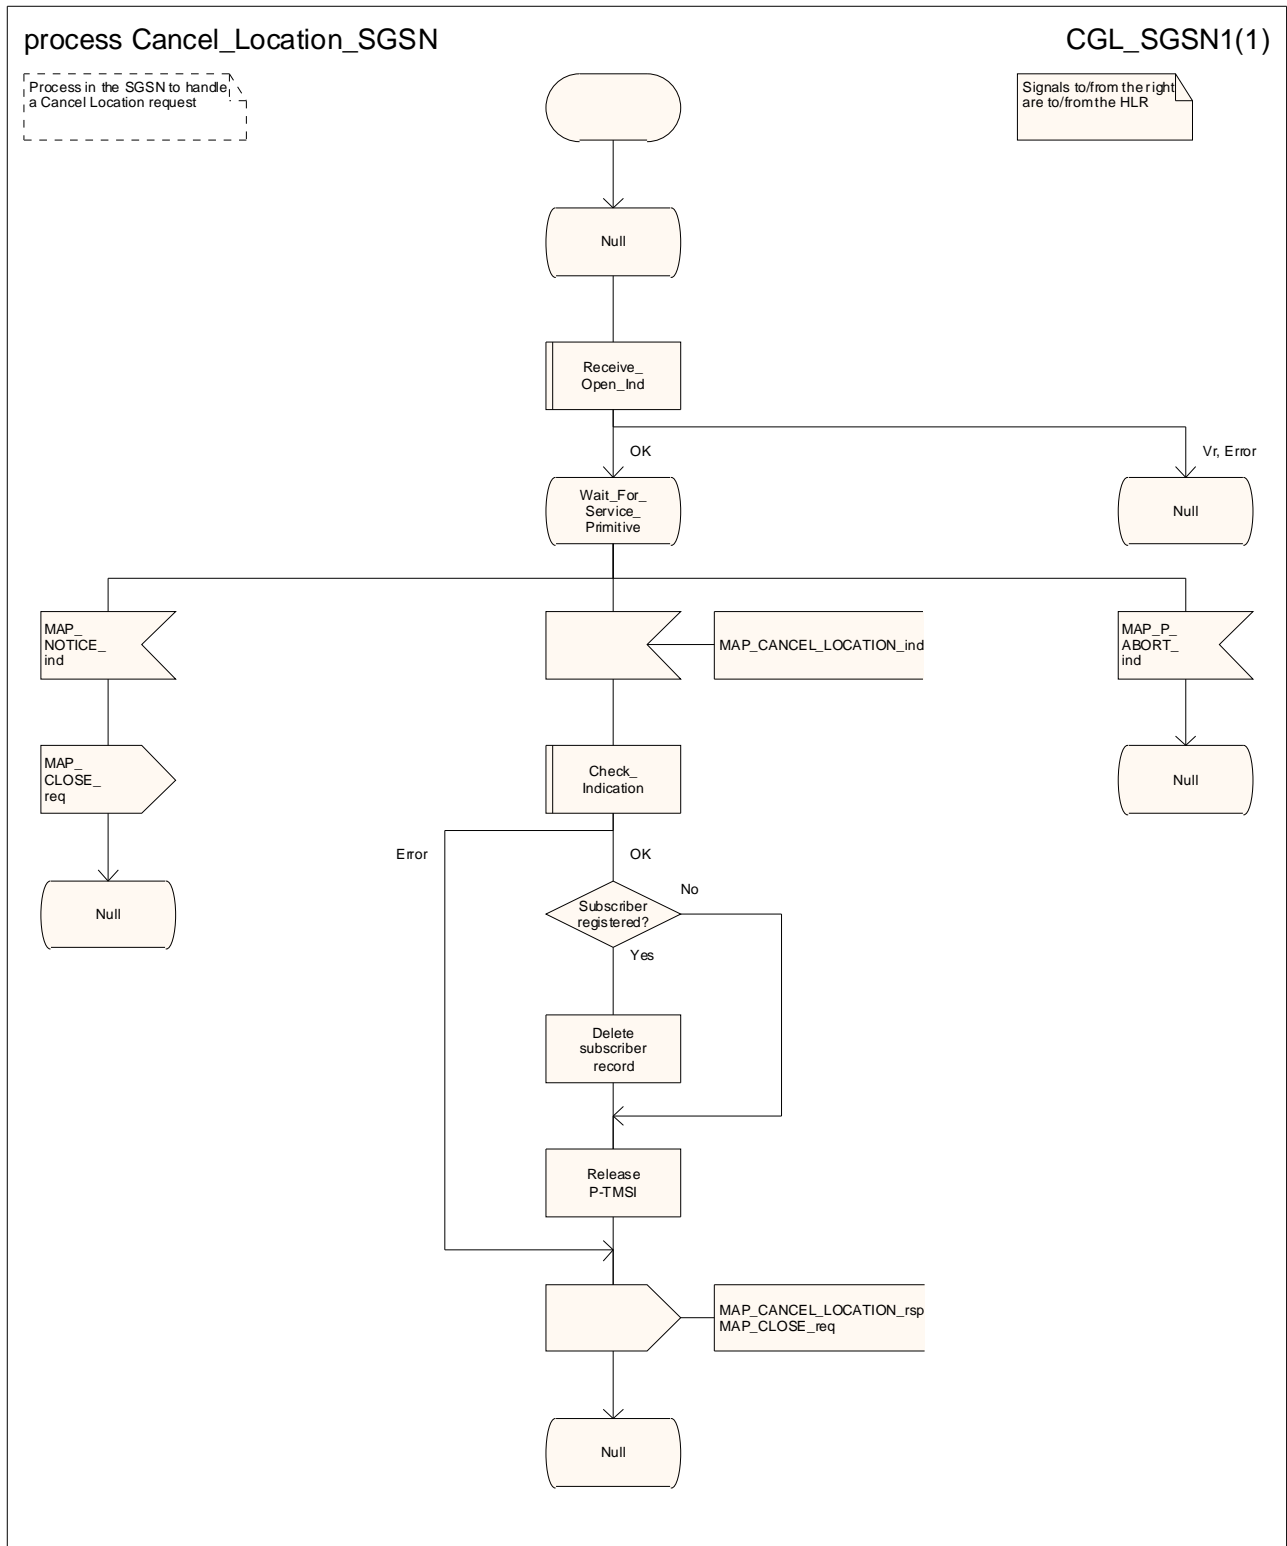 process Cancel_Location_SGSN
CGL_SGSN1(1)
Process in the SGSN to handle
a Cancel Location request
Signals to/from the right
are to/from the HLR
Null
Receive_
Open_Ind
OK
Vr, Error
Wait_For_
Service_
Primitive
Null
MAP_
NOTICE_
ind
MAP_CANCEL_LOCATION_ind
MAP_P_
ABORT_
ind
MAP_
CLOSE_
req
Check_
Indication
Null
Error
OK
No
Null
Subscriber
registered?
Yes
Delete
subscriber
record
Release
P-TMSI
MAP_CANCEL_LOCATION_rsp
MAP_CLOSE_req
Null